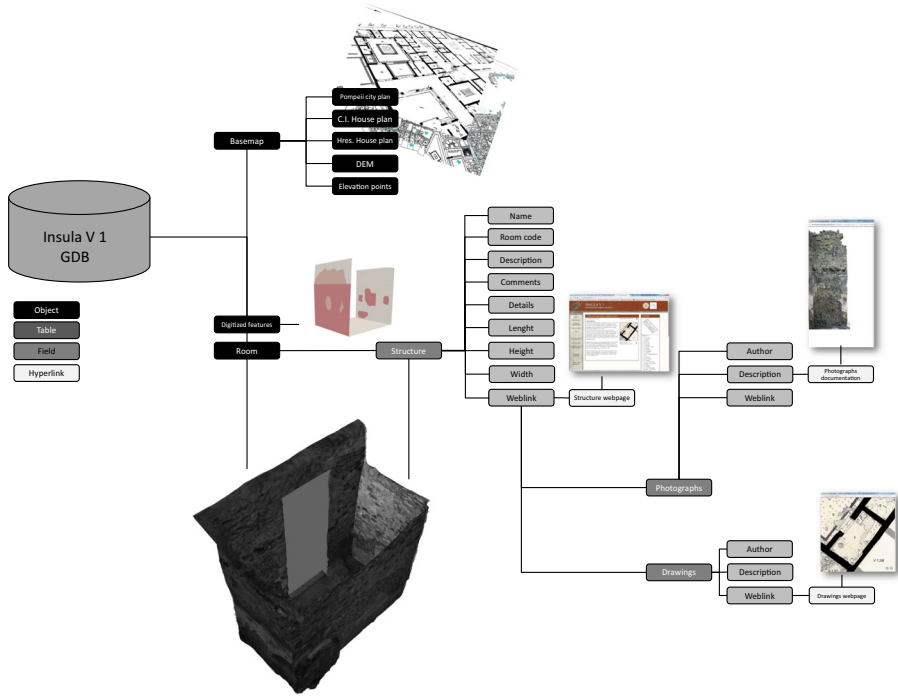 Pompeii city plan
C.I. House plan
Basemap
Hres. House plan
DEM
Elevation points
Insula V 1
GDB
Name
Room code
Description
Comments
Details
Lenght
Height
Width
Weblink
Structure webpage
Object
Table
Field
Hyperlink
Digitized features
Room
Structure
Author
Description
Photographs
documentation
Weblink
Photographs
Author
Drawings
Description
Weblink
Drawings webpage